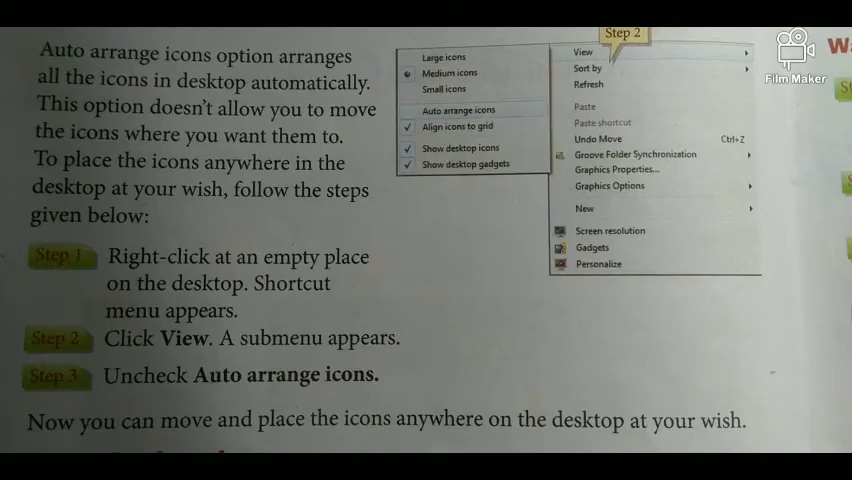 Auto arrange icons option arranges
all the icons in desktop automatically.
This option doesn't allow you to move
the icons where you want them to.
To place the icons anywhere in the
desktop at your wish, follow the steps
given below:
Step 1 Right-click at an empty place
on the desktop. Shortcut
menu appears.
Step 2 Click View. A submenu appears.
Step 3 Uncheck Auto arrange icons.
Now you can move and place the icons anywhere on the desktop at your wish.
Large icons
Medium icons
Small icons
Auto arrange icons
Align icons to grid
Show desktop icons
Show desktop gadgets
Step 2
View
Sort by
Refresh
Paste
Paste shortcut
Undo Move Ctrl+Z
Groove Folder Synchronization
Graphics Properties...
Graphics Options
New
Screen resolution
Gadgets
Personalize
Film Maker